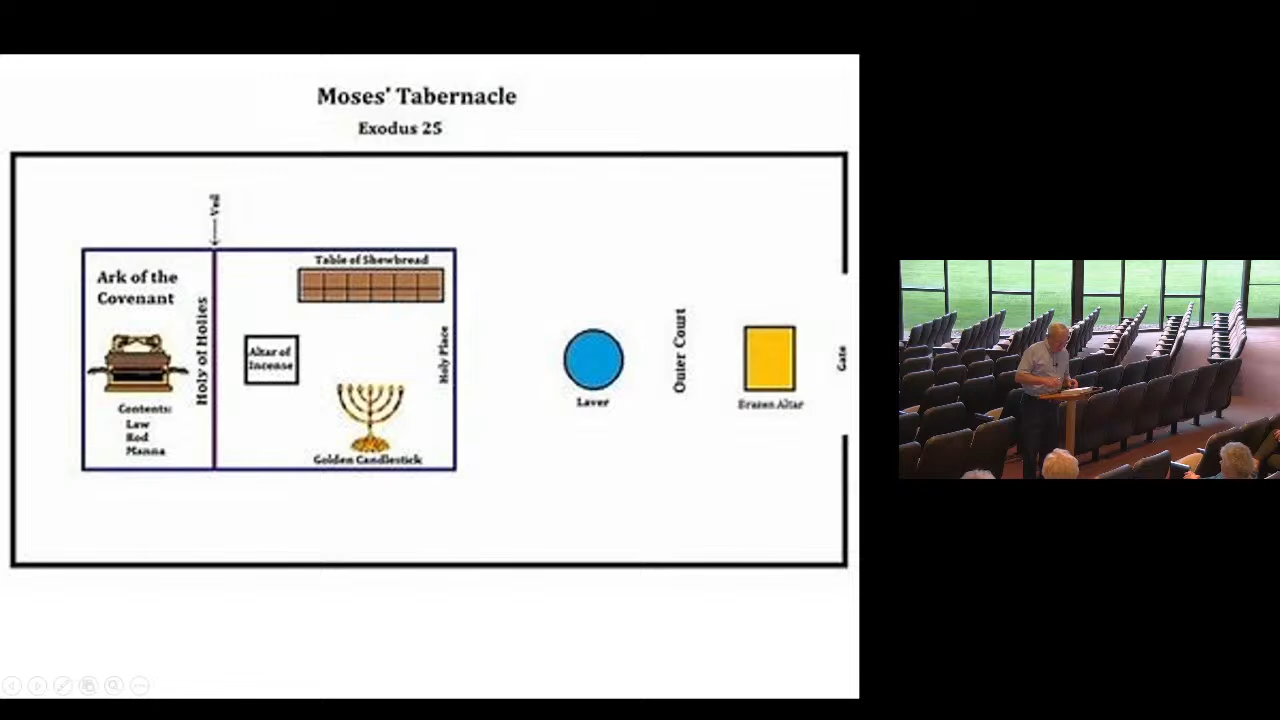 Moses' Tabernacle
Exodus 25
Veil
Ark of the
Covenant
Contents:
Law
Rod
Manna
Holy of Holies
Table of Shewbread
Altar of
Incense
Golden Candlestick
Holy Place
Laver
Outer Court
Brazen Altar
Gate